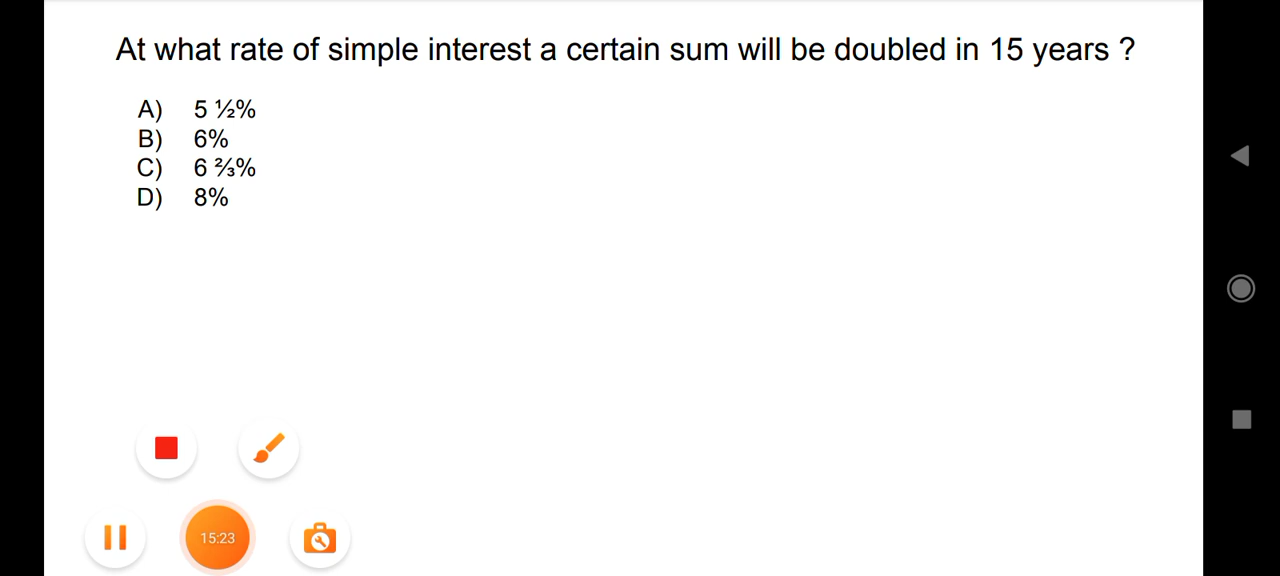 At what rate of simple interest a certain sum will be doubled in 15 years ?
A) 5 ½%
B) 6%
C) 6 ⅔%
D) 8%
15:23